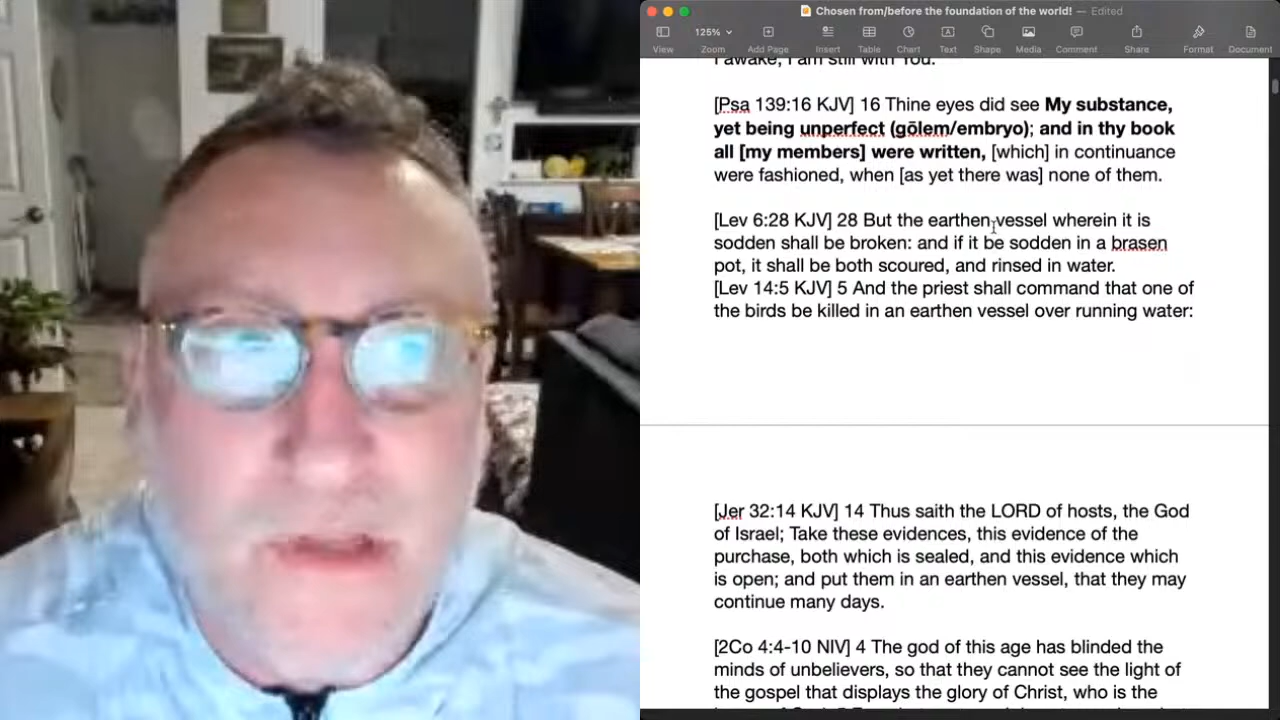 Chosen from/before the foundation of the world! — Edited
125%
View Zoom Add Page Insert Table Chart Text Shape Media Comment Share Format Document
I awake, I am still with You.
[Psa 139:16 KJV] 16 Thine eyes did see My substance,
yet being unperfect (gōlem/embryo); and in thy book
all [my members] were written, [which] in continuance
were fashioned, when [as yet there was] none of them.
[Lev 6:28 KJV] 28 But the earthen vessel wherein it is
sodden shall be broken: and if it be sodden in a brasen
pot, it shall be both scoured, and rinsed in water.
[Lev 14:5 KJV] 5 And the priest shall command that one of
the birds be killed in an earthen vessel over running water:
[Jer 32:14 KJV] 14 Thus saith the LORD of hosts, the God
of Israel; Take these evidences, this evidence of the
purchase, both which is sealed, and this evidence which
is open; and put them in an earthen vessel, that they may
continue many days.
[2Co 4:4-10 NIV] 4 The god of this age has blinded the
minds of unbelievers, so that they cannot see the light of
the gospel that displays the glory of Christ, who is the